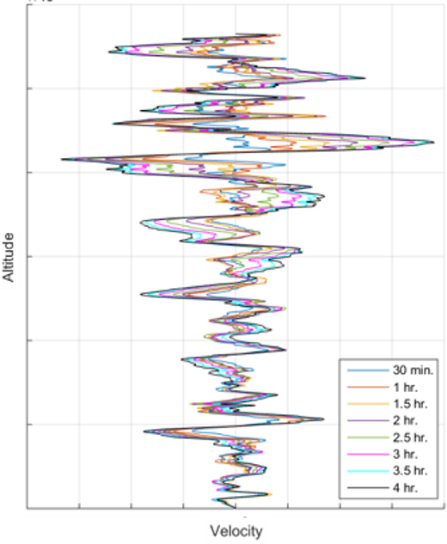 Altitude
30 min.
1 hr.
1.5 hr.
2 hr.
2.5 hr.
3 hr.
3.5 hr.
4 hr.
Velocity